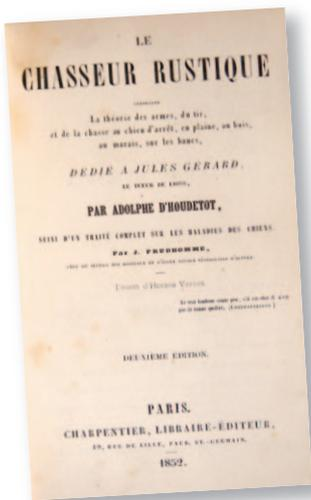 LE
CHASSEUR RUSTIQUE
CONTENANT
La théorie des armes, du tir,
et de la chasse au chien d'arrêt, en plaine, au bois,
au marais, sur les bancs,
DÉDIÉ A JULES GÉRARD,
LE TUEUR DE LIONS,
PAR ADOLPHE D'HOUDETOT,
SUIVI D'UN TRAITÉ COMPLET SUR LES MALADIES DES CHIENS
Par J. PRUDHOMME,
Dessin d'Horace Vernet
DEUXIÈME ÉDITION.
PARIS.
CHARPENTIER, LIBRAIRE-ÉDITEUR,
RUE DE LILLE, FAUB. ST.-GERMAIN.
1852.